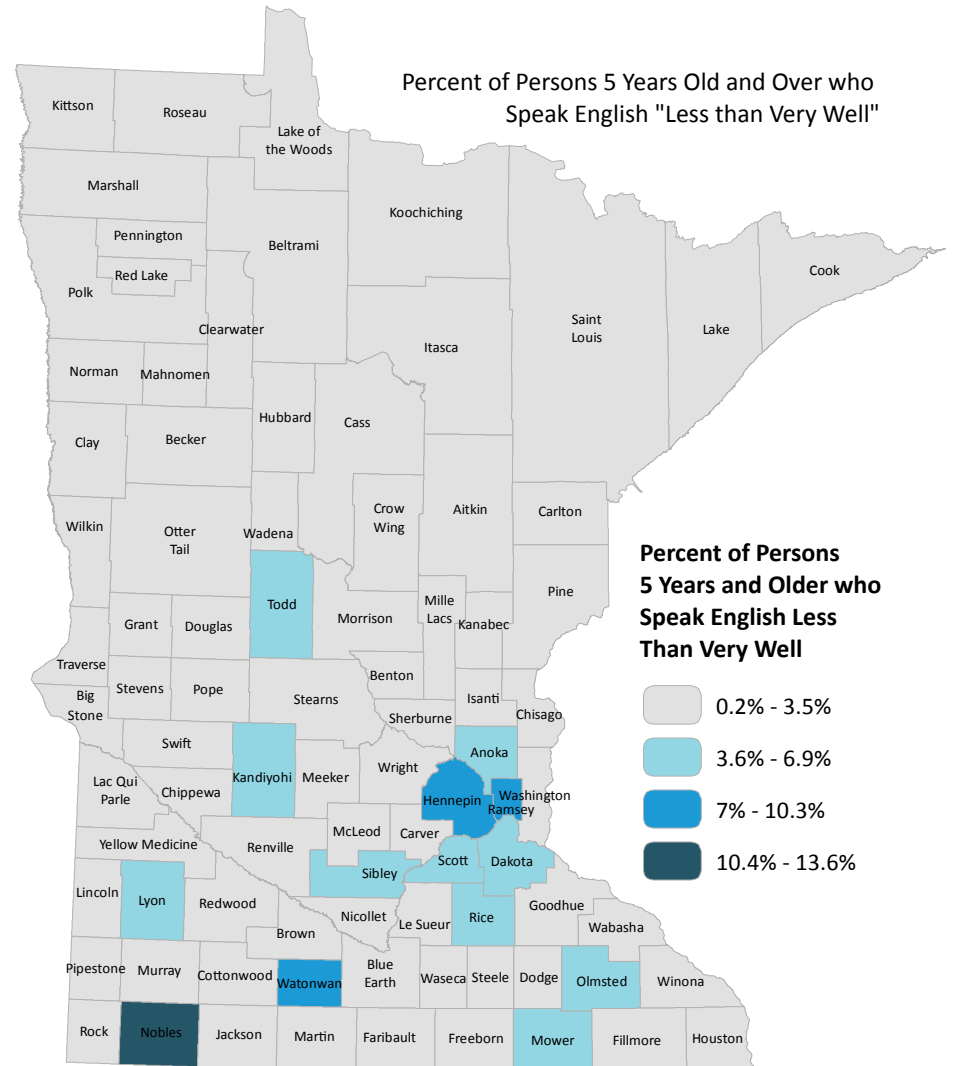 Percent of Persons 5 Years Old and Over who
Speak English "Less than Very Well"
Kittson
Roseau
Lake of
the Woods
Marshall
Koochiching
Pennington
Beltrami
Red Lake
Cook
Polk
Saint
Louis
Clearwater
Lake
Itasca
Norman
Mahnomen
Hubbard
Cass
Clay
Becker
Crow
Wing
Aitkin
Carlton
Wilkin
Otter
Tail
Wadena
Pine
Todd
Mille
Lacs
Morrison
Grant
Douglas
Kanabec
Traverse
Benton
Stevens
Pope
Big
Stone
Stearns
Isanti
Sherburne
Chisago
Swift
Anoka
Wright
Kandiyohi
Meeker
Lac Qui
Parle
Chippewa
Hennepin
Washington
Ramsey
McLeod
Carver
Yellow Medicine
Renville
Scott
Dakota
Sibley
Lincoln
Lyon
Redwood
Nicollet
Le Sueur
Rice
Goodhue
Wabasha
Brown
Pipestone
Murray
Cottonwood
Watonwan
Blue
Earth
Waseca
Steele
Dodge
Olmsted
Winona
Rock
Nobles
Jackson
Martin
Faribault
Freeborn
Mower
Fillmore
Houston
Percent of Persons
5 Years and Older who
Speak English Less
Than Very Well
0.2% - 3.5%
3.6% - 6.9%
7% - 10.3%
10.4% - 13.6%